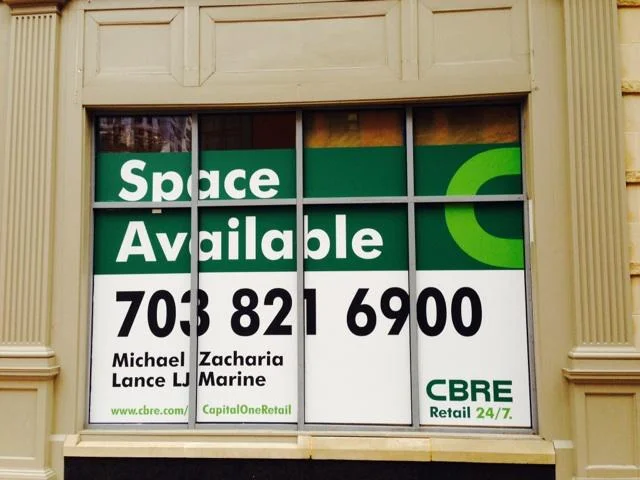 Space
Available
703 821 6900
Michael Zacharia
Lance LJ Marine
www.cbre.com/CapitalOneRetail
CBRE
Retail 24/7.